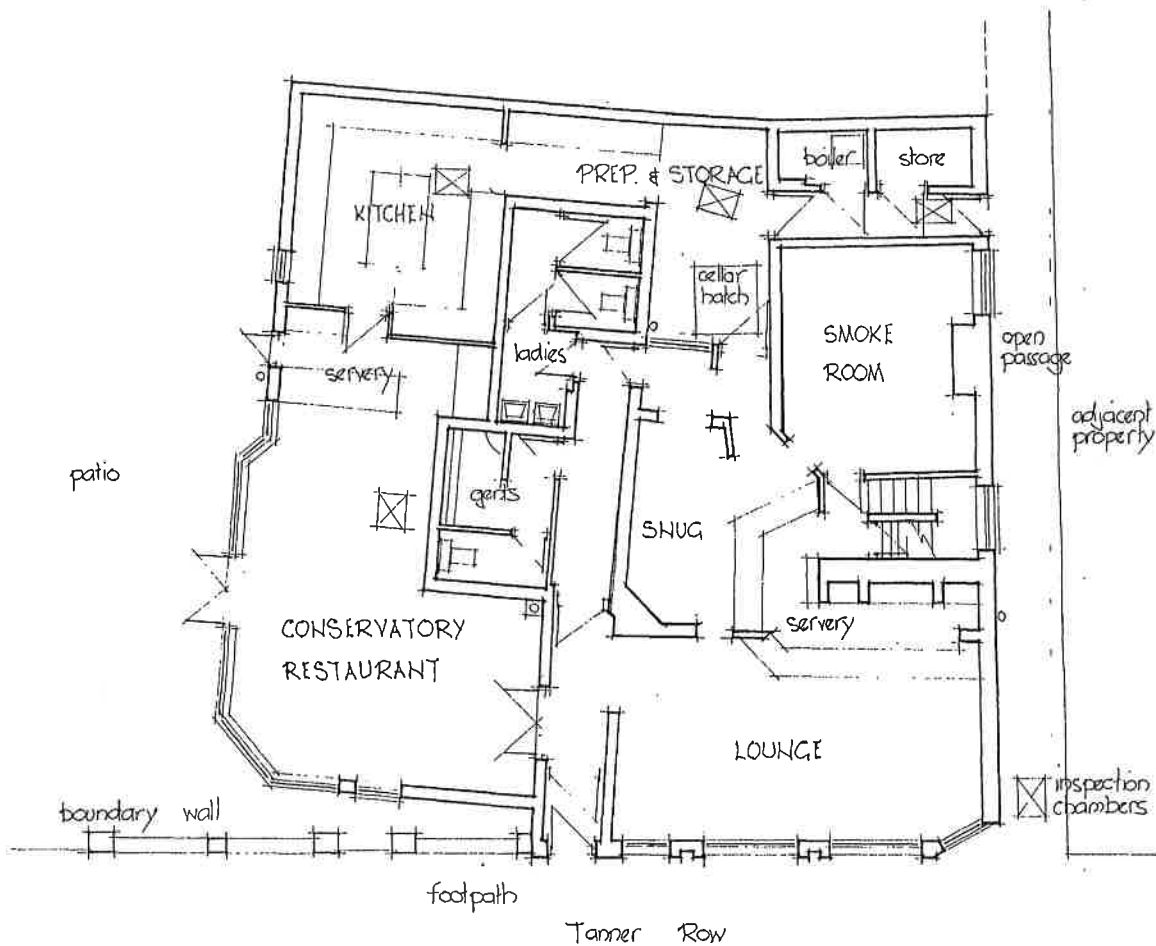 boiler
store
PREP. & STORAGE
KITCHEN
cellar
hatch
SMOKE
ROOM
open
passage
ladies
servery
adjacent
property
patio
gents
SNUG
CONSERVATORY
RESTAURANT
servery
LOUNGE
inspection
chambers
boundary wall
footpath
Tanner Row